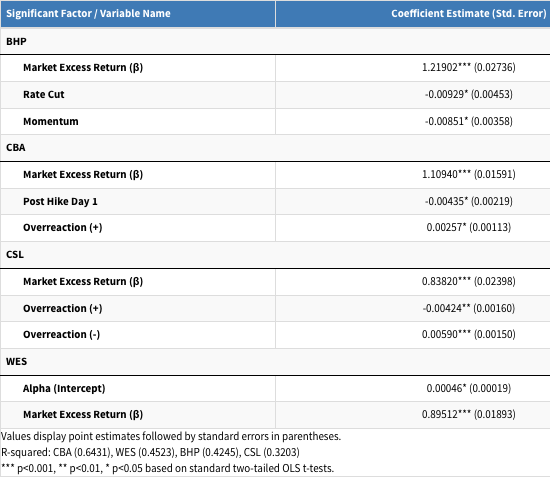 Significant Factor / Variable Name Coefficient Estimate (Std. Error)
BHP
Market Excess Return (β) 1.21902*** (0.02736)
Rate Cut -0.00929* (0.00453)
Momentum -0.00851* (0.00358)
CBA
Market Excess Return (β) 1.10940*** (0.01591)
Post Hike Day 1 -0.00435* (0.00219)
Overreaction (+) 0.00257* (0.00113)
CSL
Market Excess Return (β) 0.83820*** (0.02398)
Overreaction (+) -0.00424** (0.00160)
Overreaction (-) 0.00590*** (0.00150)
WES
Alpha (Intercept) 0.00046* (0.00019)
Market Excess Return (β) 0.89512*** (0.01893)
Values display point estimates followed by standard errors in parentheses.
R-squared: CBA (0.6431), WES (0.4523), BHP (0.4245), CSL (0.3203)
*** p<0.001, ** p<0.01, * p<0.05 based on standard two-tailed OLS t-tests.